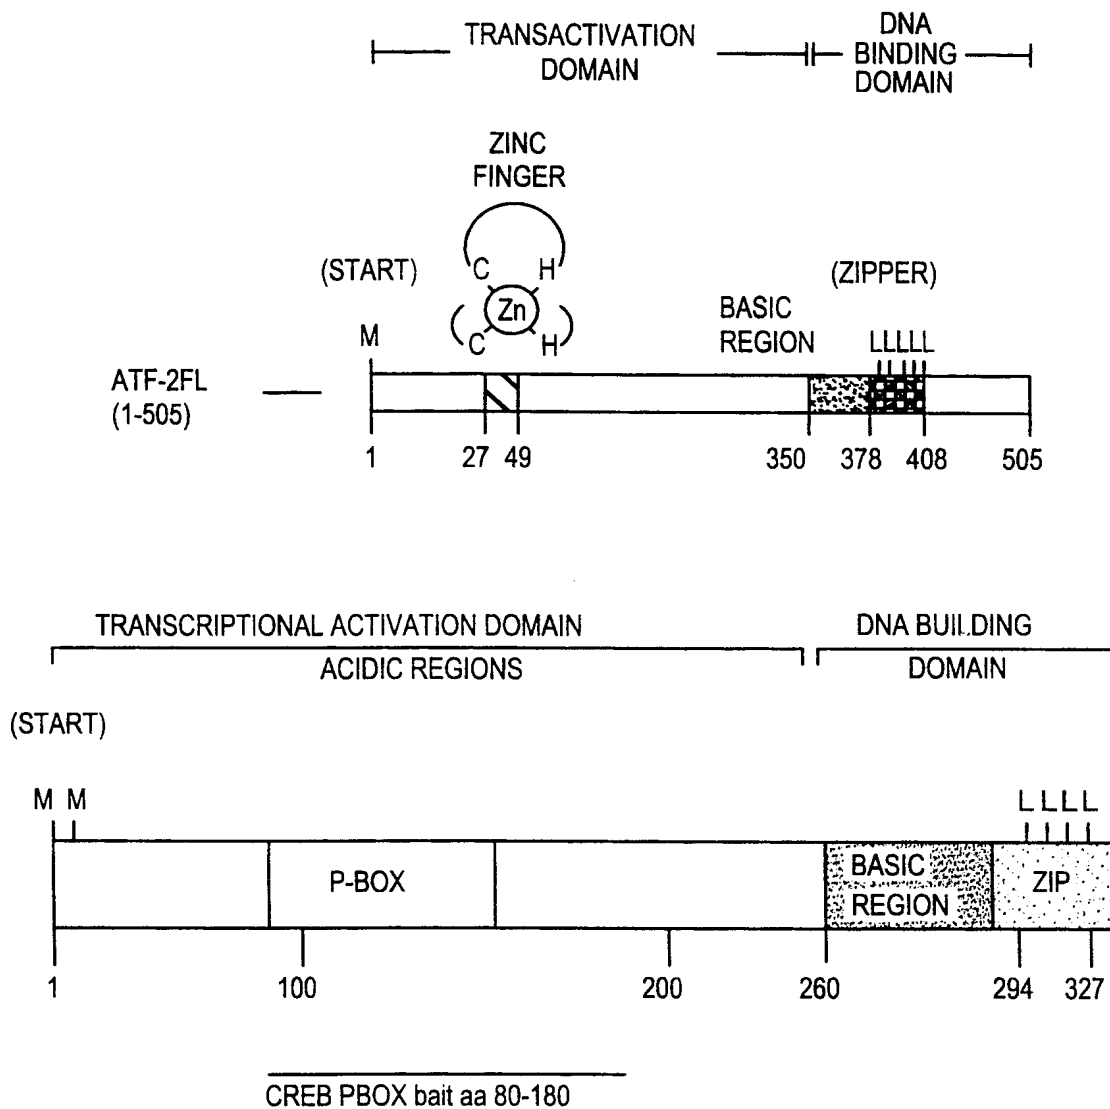 TRANSACTIVATION
DOMAIN
DNA
BINDING
DOMAIN
ZINC
FINGER
(START)
C H
Zn
C H
(ZIPPER)
BASIC
REGION
M
LLLLL
ATF-2FL
(1-505)
1 27 49 350 378 408 505
TRANSCRIPTIONAL ACTIVATION DOMAIN
ACIDIC REGIONS
DNA BUILDING
DOMAIN
(START)
M M
L L L L
P-BOX
BASIC
REGION
ZIP
1 100 200 260 294 327
CREB PBOX bait aa 80-180